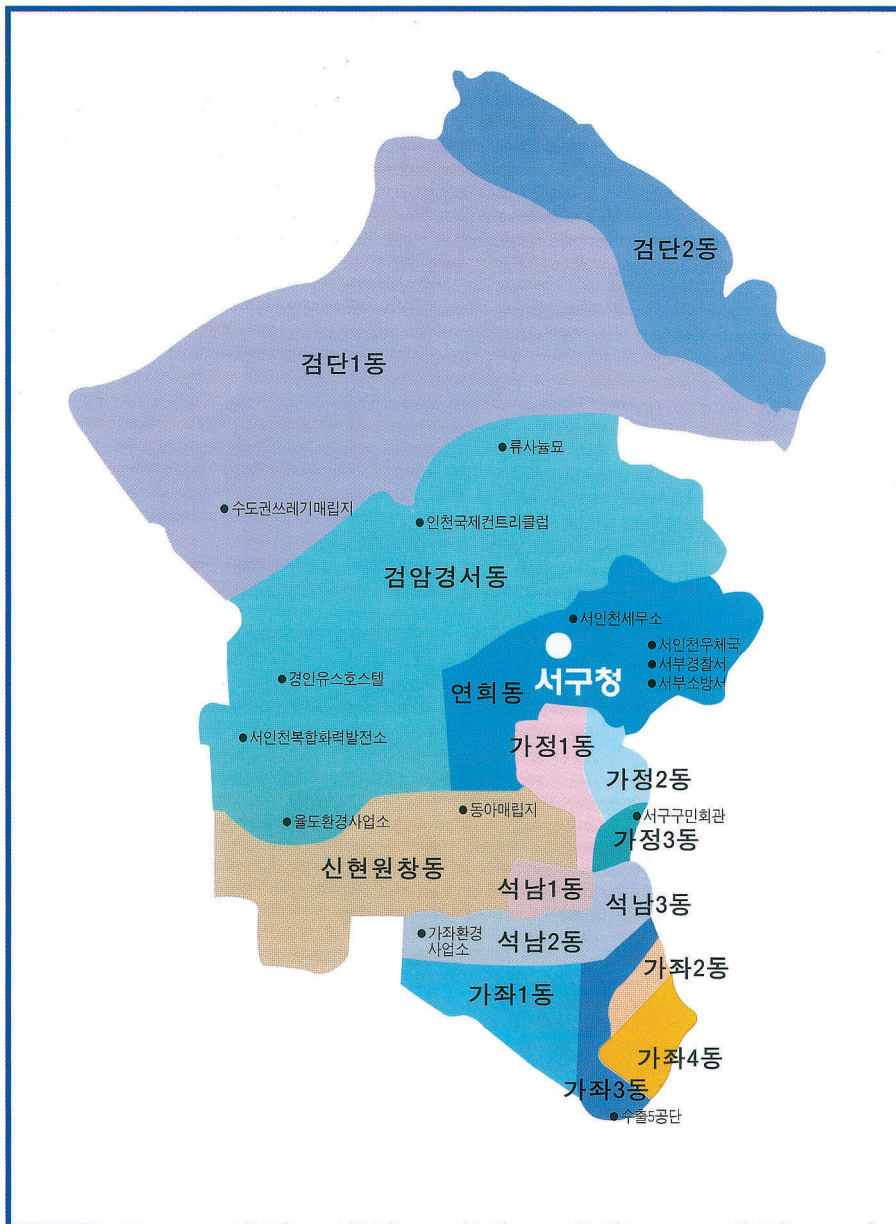 검단2동
검단1동
● 류사눌묘
● 수도권쓰레기매립지
● 인천국제컨트리클럽
검암경서동
● 서인천세무소
● 서인천우체국
● 서부경찰서
● 서부소방서
서구청
연희동
● 경인유스호스텔
● 서인천복합화력발전소
가정1동
가정2동
● 동아매립지
● 서구구민회관
● 율도환경사업소
가정3동
신현원창동
석남1동
석남3동
● 가좌환경
사업소
석남2동
가좌2동
가좌1동
가좌4동
가좌3동
● 수출5공단